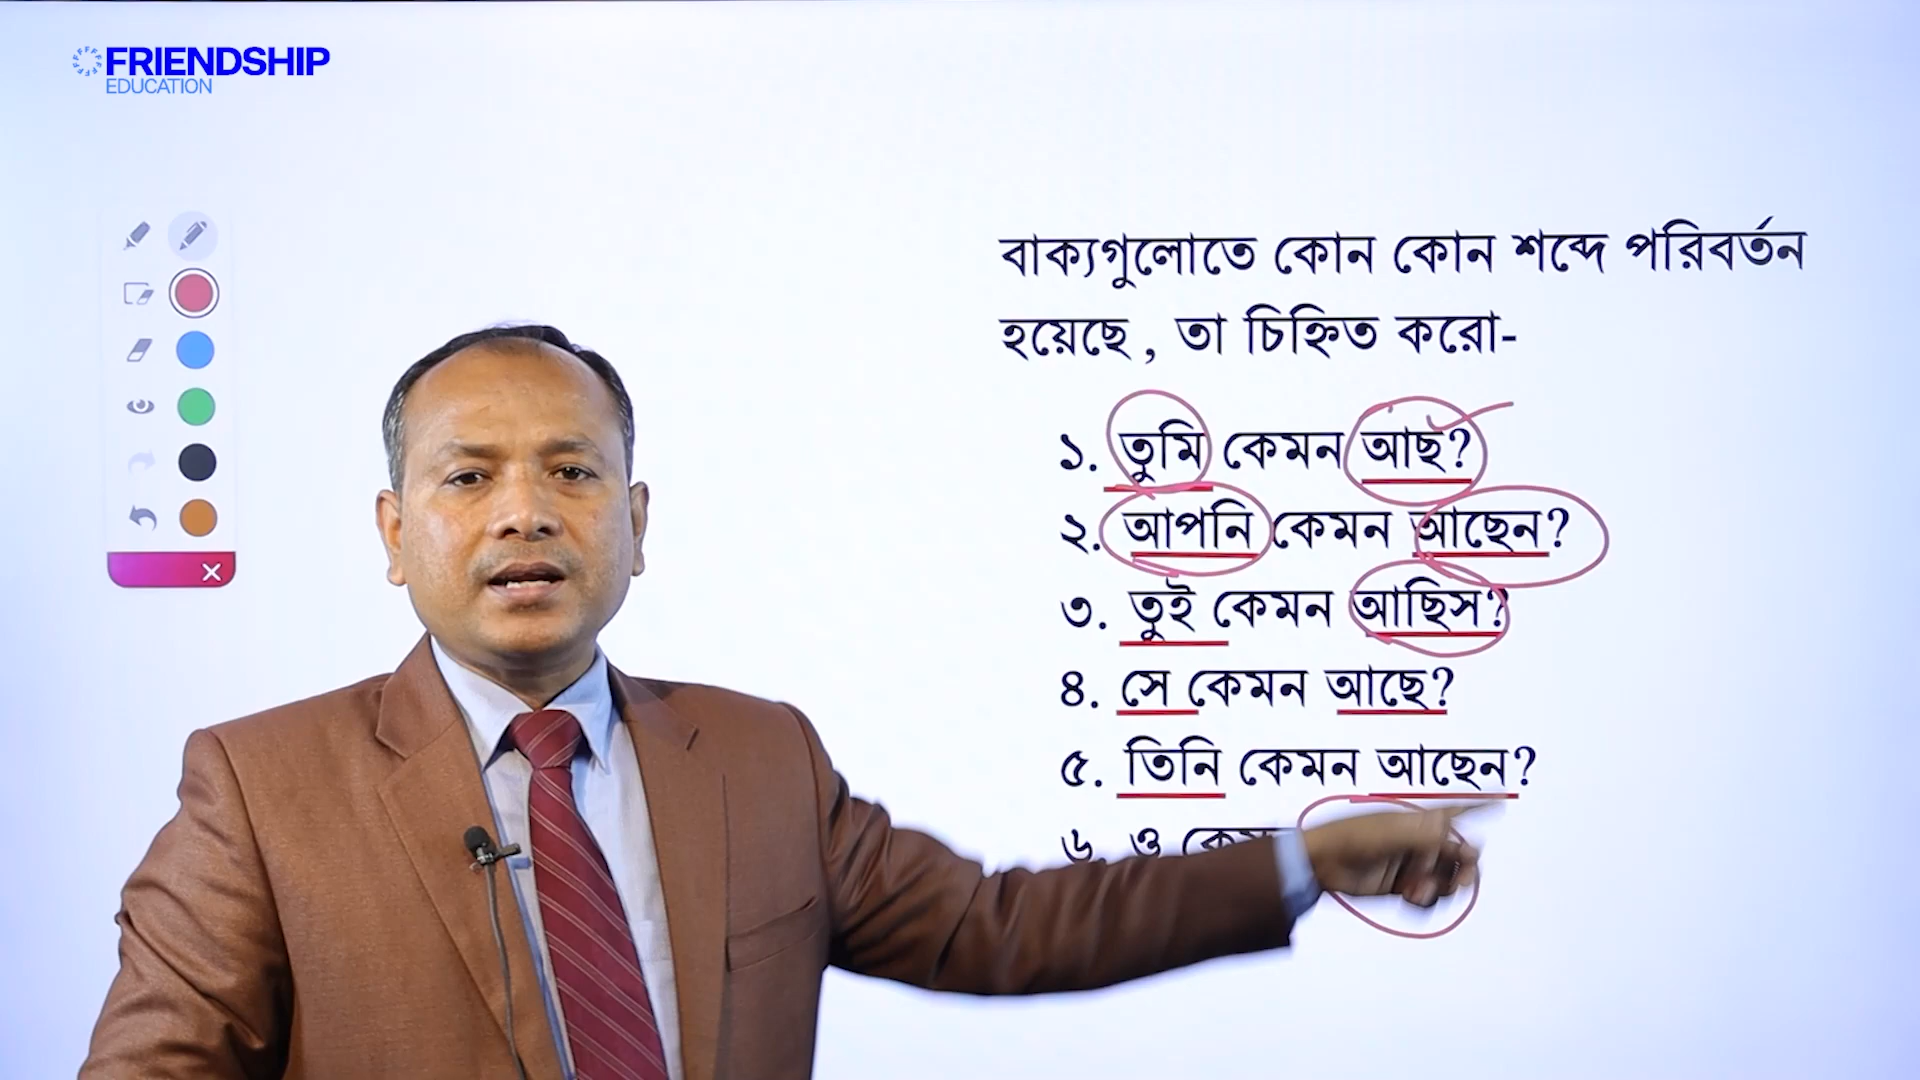 FRIENDSHIP
EDUCATION
বাক্যগুলোতে কোন কোন শব্দে পরিবর্তন
হয়েছে, তা চিহ্নিত করো-
১. তুমি কেমন আছ?
২. আপনি কেমন আছেন?
৩. তুই কেমন আছিস?
৪. সে কেমন আছে?
৫. তিনি কেমন আছেন?
৬. ও